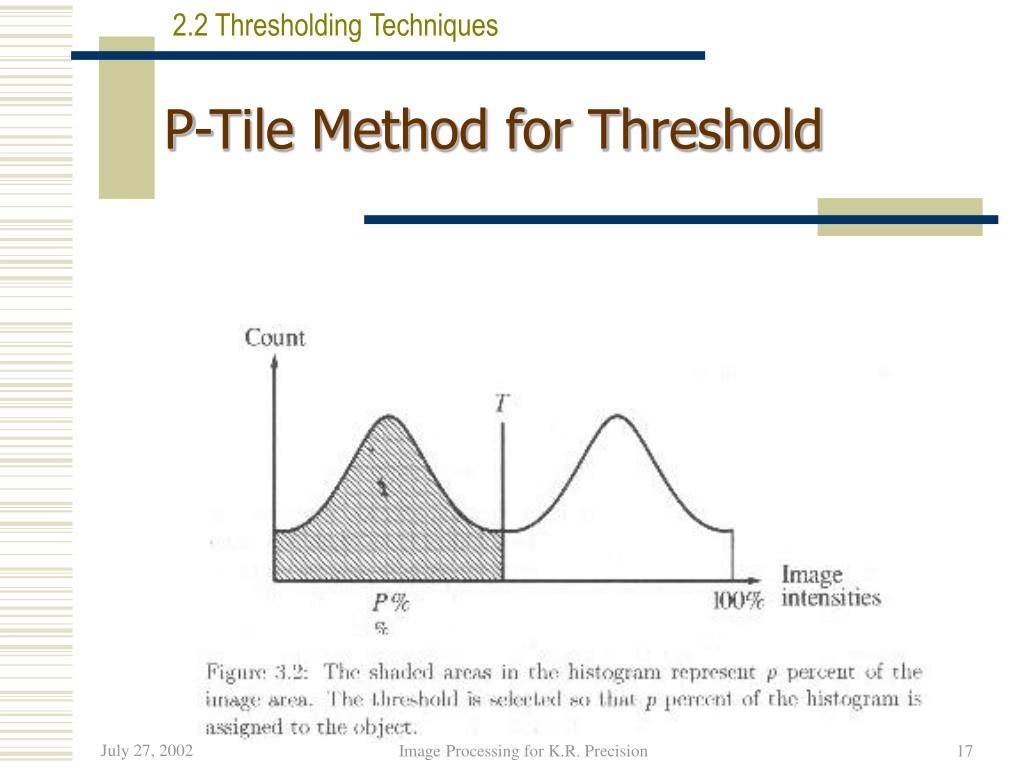 2.2 Thresholding Techniques
P-Tile Method for Threshold
Count
T
P%
%
100%
Image
intensities
Figure 3.2: The shaded areas in the histogram represent p percent of the
image area. The threshold is selected so that p percent of the histogram is
assigned to the object.
July 27, 2002
Image Processing for K.R. Precision
17